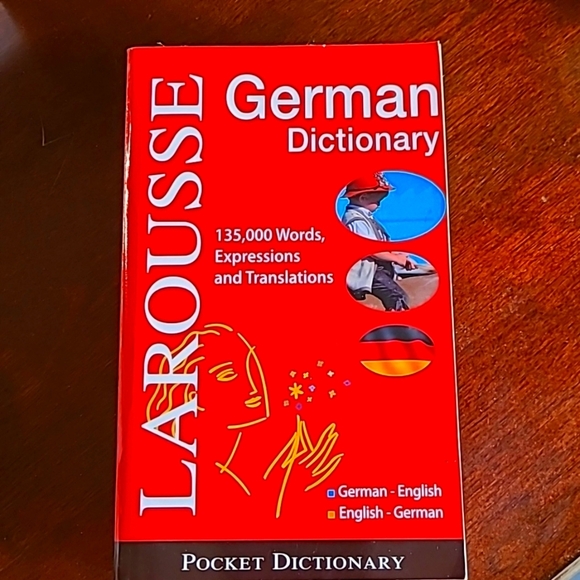 LAROUSSE
German
Dictionary
135,000 Words,
Expressions
and Translations
German - English
English - German
POCKET DICTIONARY